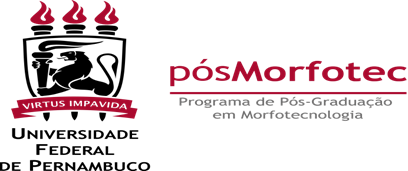 VIRTUS IMPAVIDA
UNIVERSIDADE
FEDERAL
DE PERNAMBUCO
pósMorfotec
Programa de Pós-Graduação
em Morfotecnologia